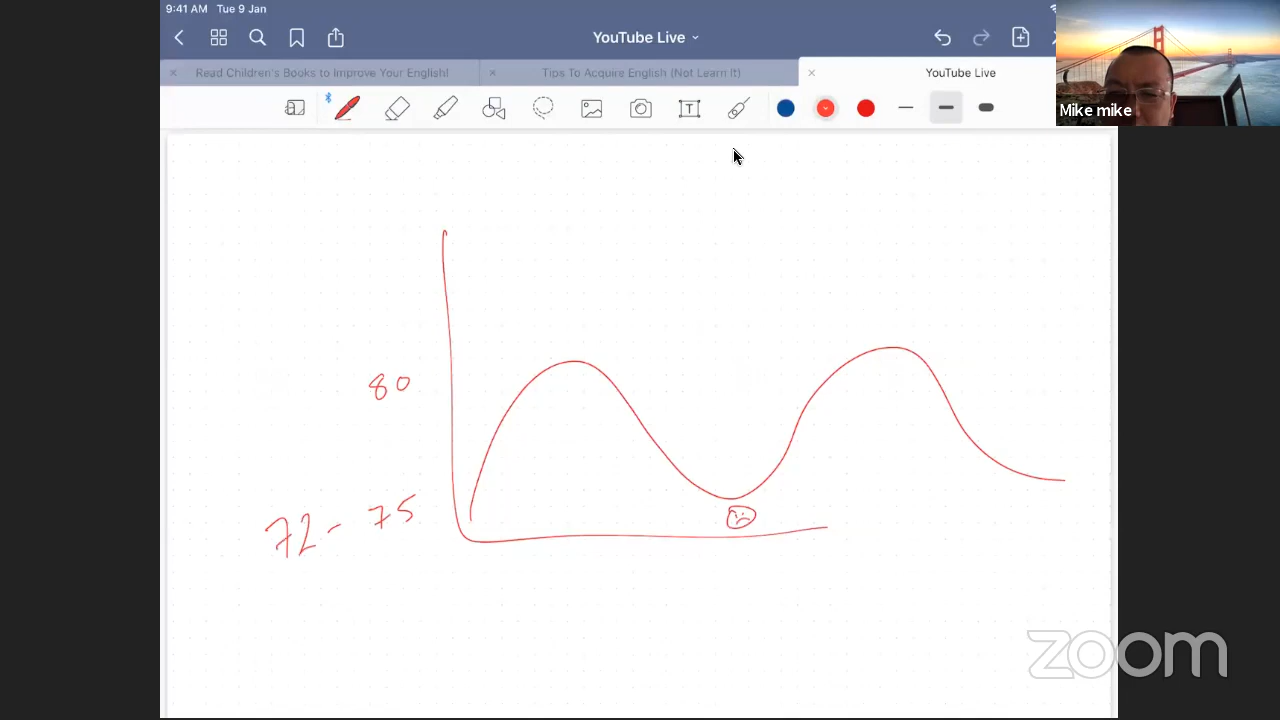 9:41 AM Tue 9 Jan
YouTube Live
Read Children's Books to Improve Your English!
Tips To Acquire English (Not Learn It)
YouTube Live
Mike mike
80
72 - 75
zoom